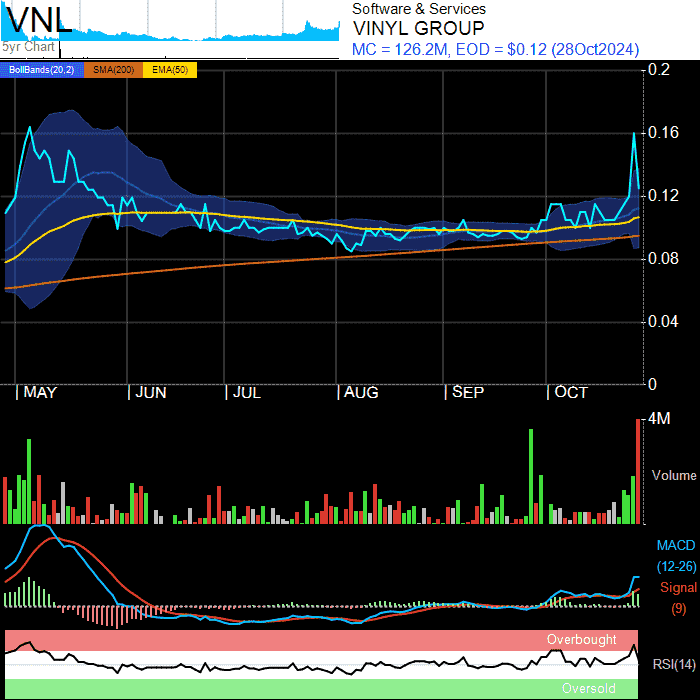 VNL
5yr Chart
Software & Services
VINYL GROUP
MC = 126.2M, EOD = $0.12 (28Oct2024)
BollBands(20,2) SMA(200) EMA(50)
0.2
0.16
0.12
0.08
0.04
0
MAY JUN JUL AUG SEP OCT
4M
Volume
MACD
(12-26)
Signal
(9)
Overbought
RSI(14)
Oversold